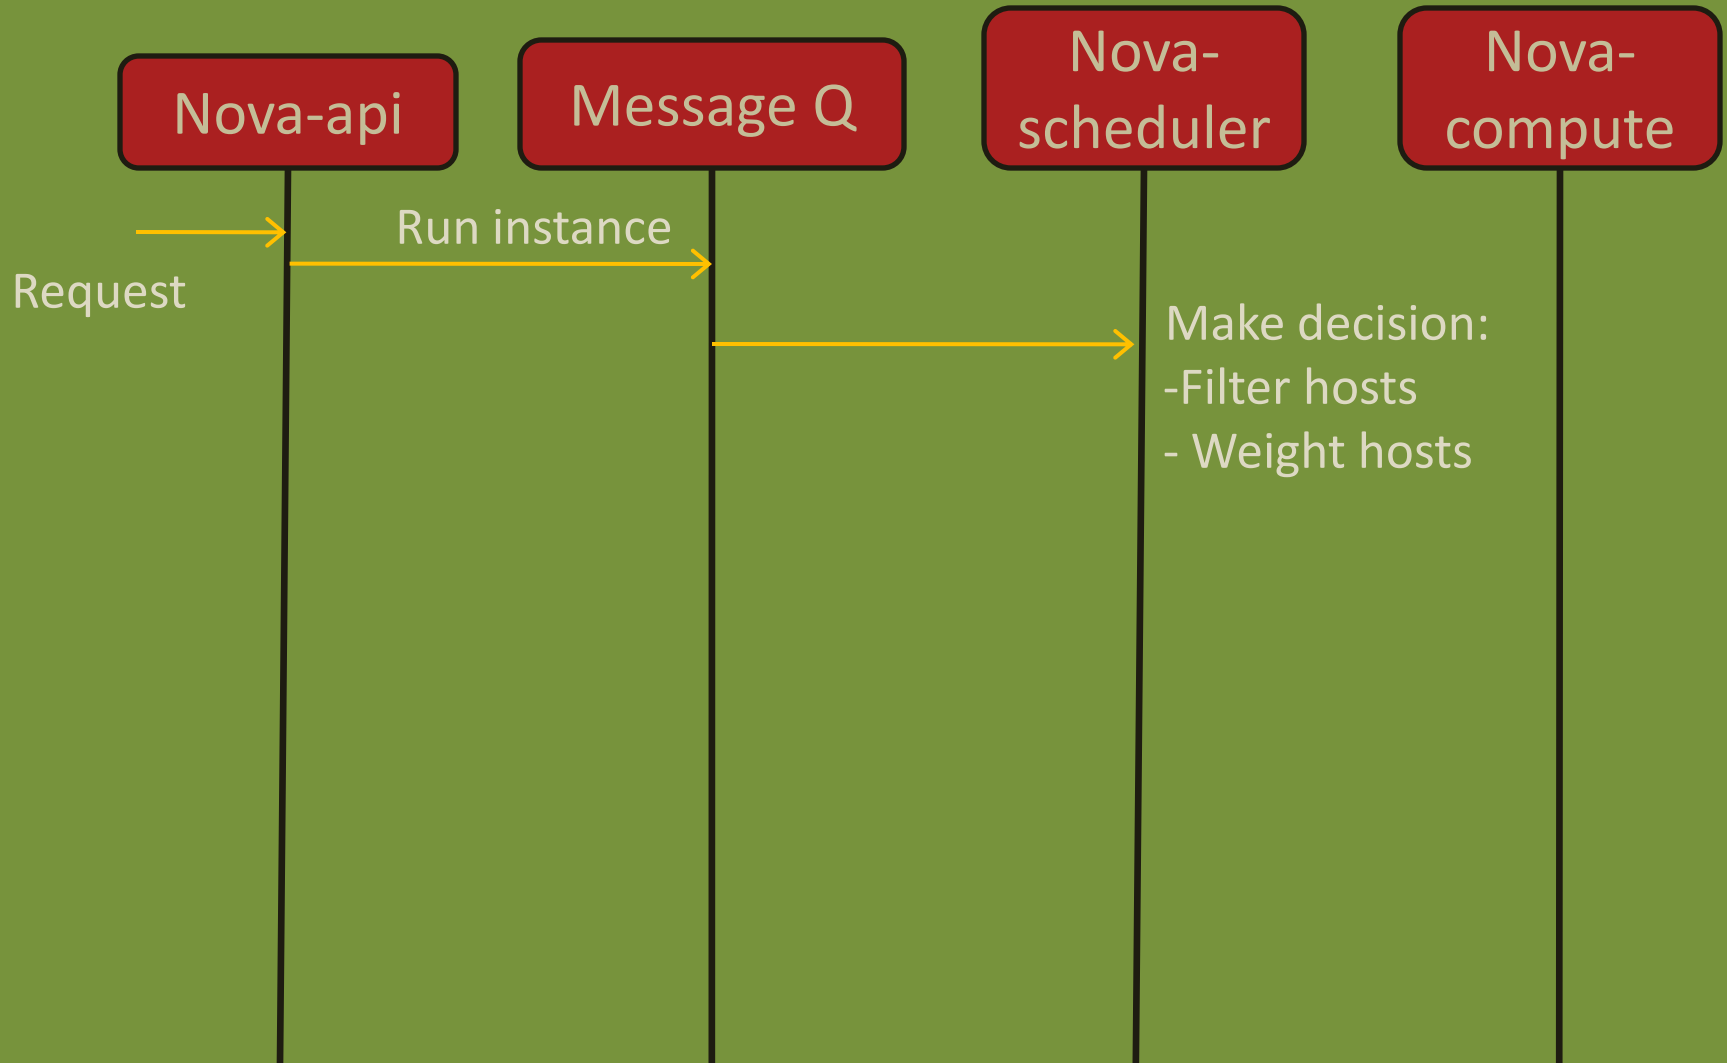 Nova-api
Message Q
Nova-
scheduler
Nova-
compute
Run instance
Request
Make decision:
-Filter hosts
- Weight hosts